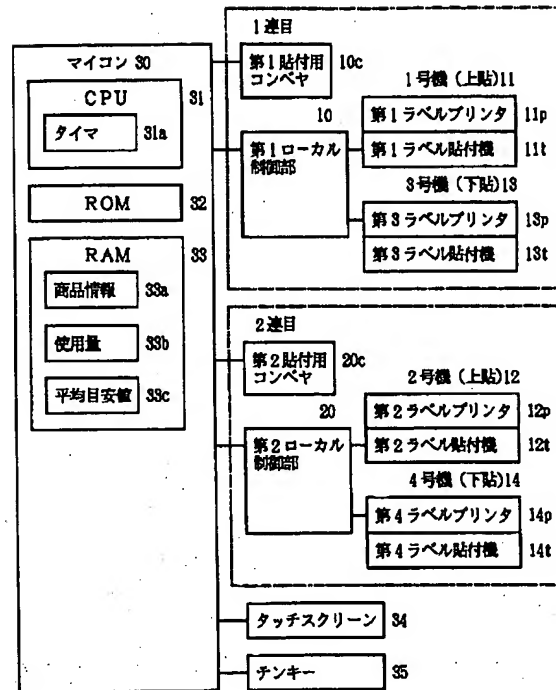 マイコン 30
CPU 31
タイマ 31a
ROM 32
RAM 33
商品情報 33a
使用量 33b
平均目安値 33c
1連目
第1貼付用
コンベヤ 10c
10
第1ローカル
制御部
1号機(上貼)11
第1ラベルプリンタ 11p
第1ラベル貼付機 11t
3号機(下貼)13
第3ラベルプリンタ 13p
第3ラベル貼付機 13t
2連目
第2貼付用
コンベヤ 20c
20
第2ローカル
制御部
2号機(上貼)12
第2ラベルプリンタ 12p
第2ラベル貼付機 12t
4号機(下貼)14
第4ラベルプリンタ 14p
第4ラベル貼付機 14t
タッチスクリーン 34
テンキー 35